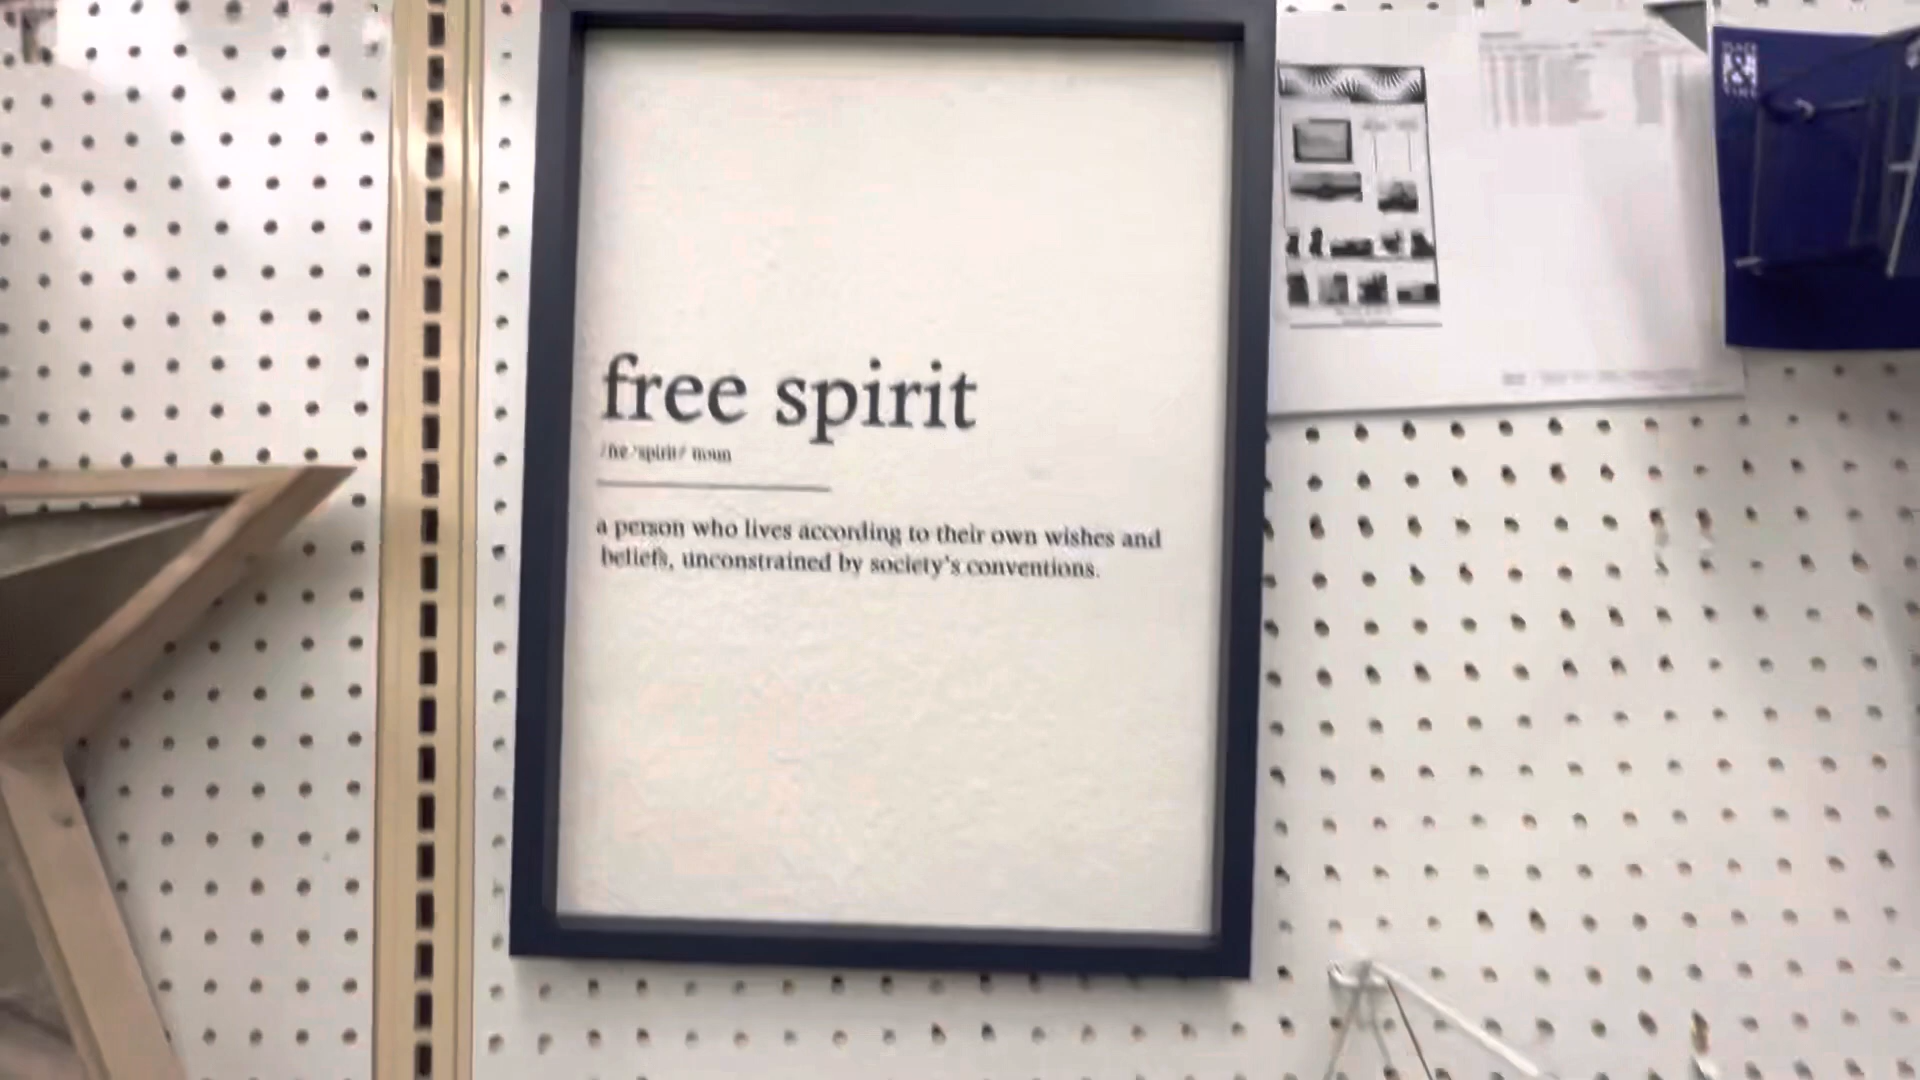 free spirit
noun
a person who lives according to their own wishes and
beliefs, unconstrained by society's conventions.